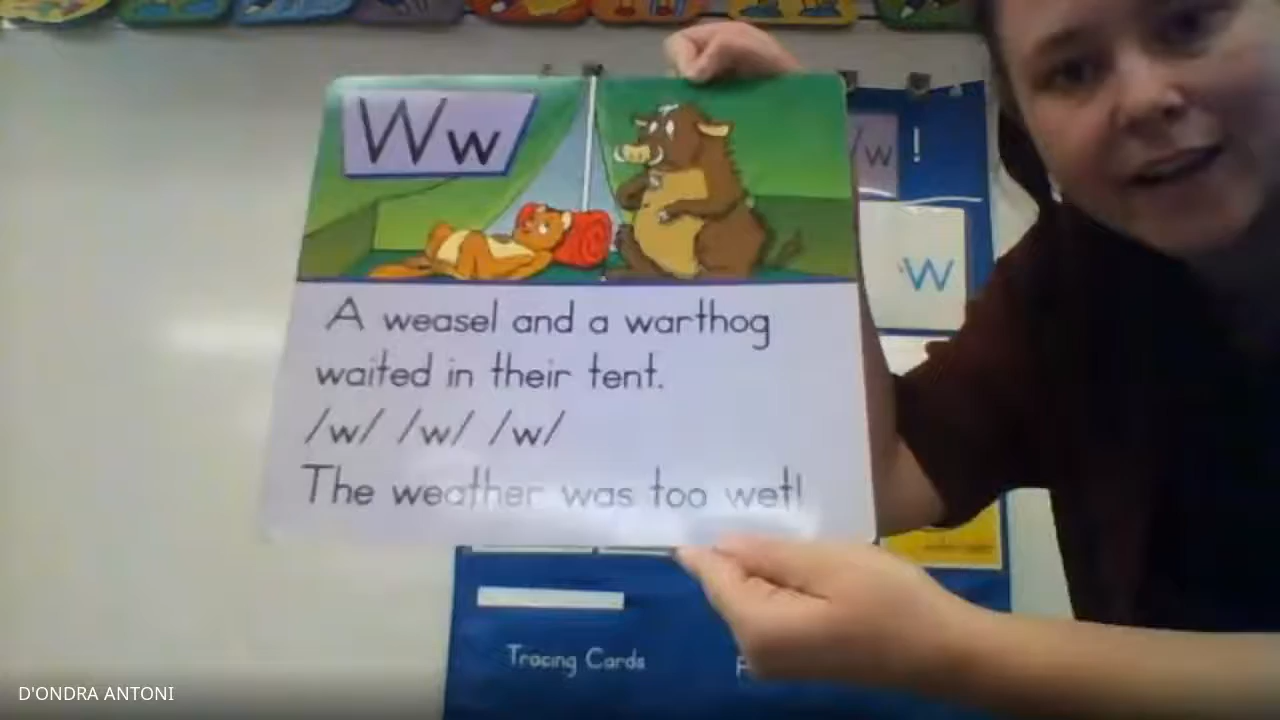 Ww
A weasel and a warthog
waited in their tent.
/w/ /w/ /w/
The weather was too wet!
w
!
W
Tracing Cards
D'ONDRA ANTONI